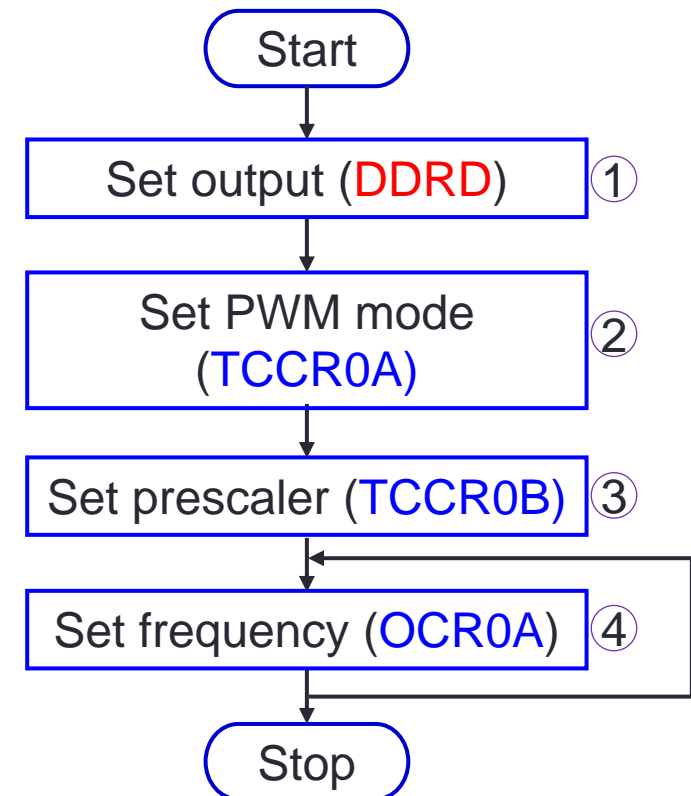 Start
Set output (DDRD)
①
Set PWM mode
(TCCR0A)
②
Set prescaler (TCCR0B)
③
Set frequency (OCR0A)
④
Stop